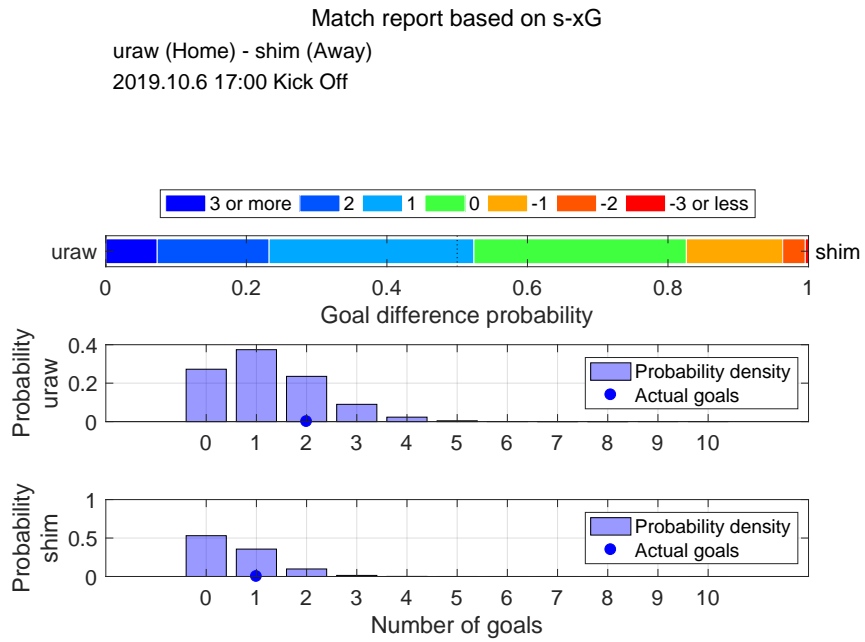 Match report based on s-xG
uraw (Home) - shim (Away)
2019.10.6 17:00 Kick Off
3 or more 2 1 0 -1 -2 -3 or less
uraw shim
0 0.2 0.4 0.6 0.8 1
Goal difference probability
Probability
uraw
0.4
0.2
0
Probability density
Actual goals
0 1 2 3 4 5 6 7 8 9 10
Probability
shim
1
0.5
0
Probability density
Actual goals
0 1 2 3 4 5 6 7 8 9 10
Number of goals